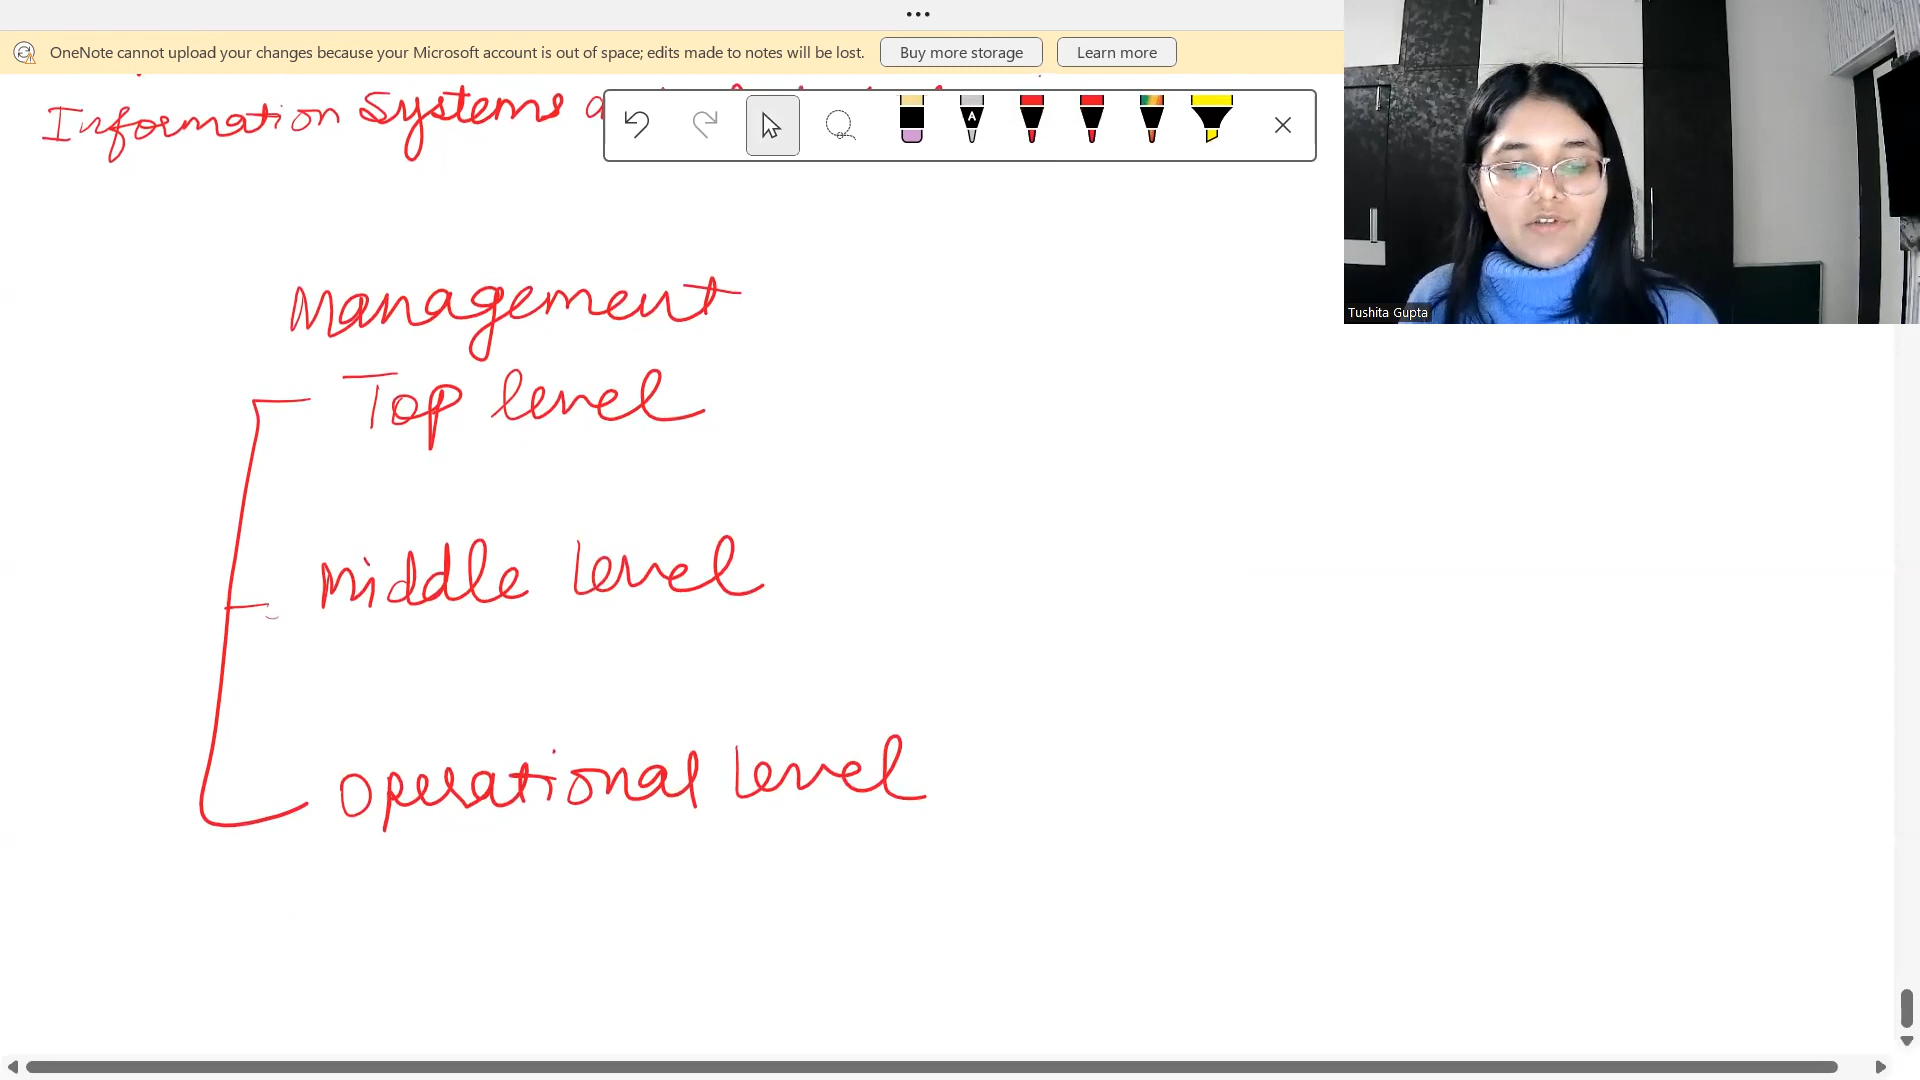 OneNote cannot upload your changes because your Microsoft account is out of space; edits made to notes will be lost. Buy more storage Learn more
Information Systems
A
Tushita Gupta
Management
Top level
Middle level
Operational level